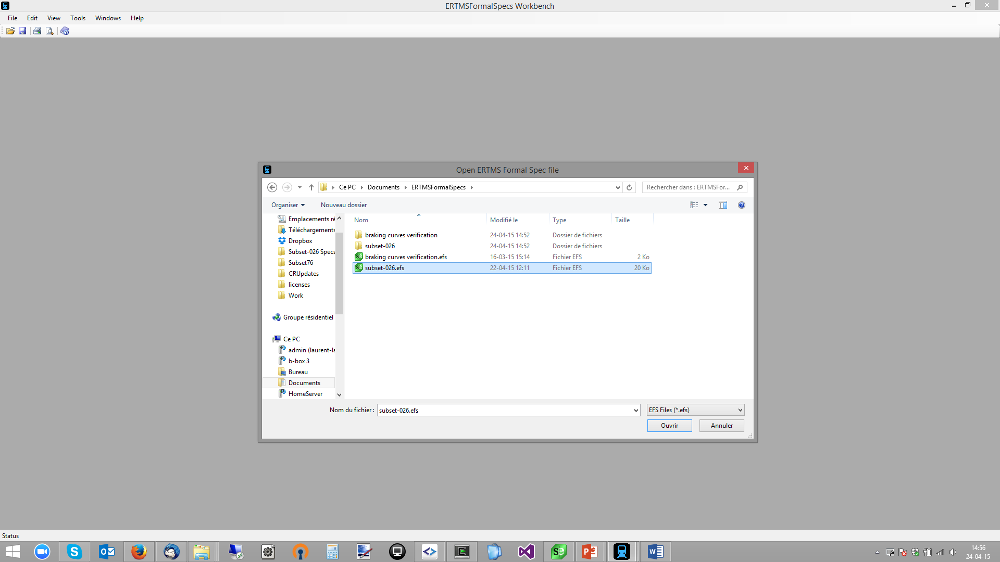 ERTMSFormalSpecs Workbench
File Edit View Tools Windows Help
Open ERTMS Formal Spec file
Ce PC Documents ERTMSFormalSpecs
Rechercher dans : ERTMSFor...
Organiser Nouveau dossier
Emplacements ré
Téléchargements
Dropbox
Subset-026 Specs
Subset76
CRUpdates
licenses
Work
Groupe résidentiel
Ce PC
admin (laurent-la
b-box 3
Bureau
Documents
HomeServer
Nom Modifié le Type Taille
braking curves verification 24-04-15 14:52 Dossier de fichiers
subset-026 24-04-15 14:52 Dossier de fichiers
braking curves verification.efs 16-03-15 15:14 Fichier EFS 2 Ko
subset-026.efs 22-04-15 12:11 Fichier EFS 20 Ko
Nom du fichier : subset-026.efs EFS Files (*.efs)
Ouvrir Annuler
Status
14:56
24-04-15